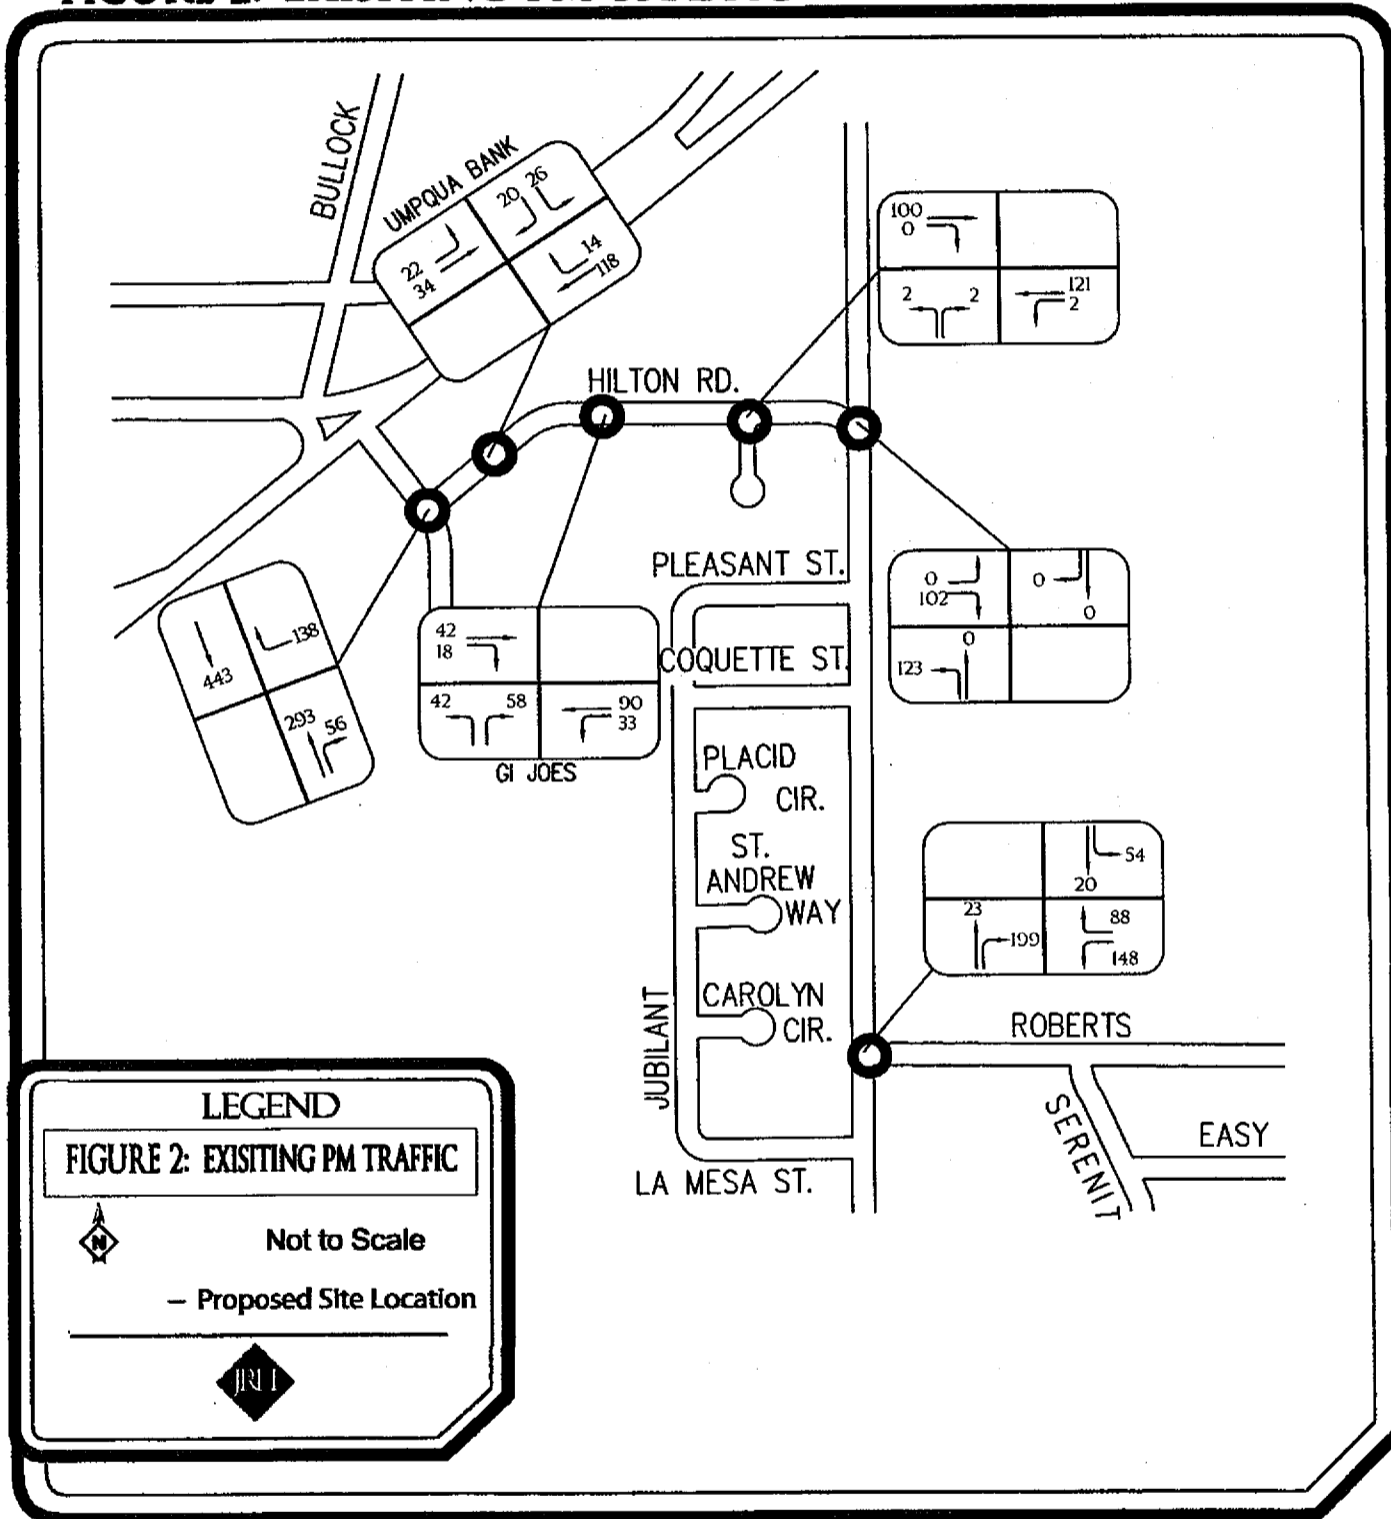 BULLOCK
UMPQUA BANK
20 26
22
34
14
118
100
0
2 2
121
2
HILTON RD.
PLEASANT ST.
0
102
0
0
0
123
138
443
293 56
42
18
42 58
90
33
GI JOES
COQUETTE ST.
PLACID
CIR.
ST.
ANDREW
WAY
CAROLYN
CIR.
JUBILANT
54
20
23
199
88
148
ROBERTS
SERENIT
EASY
LA MESA ST.
LEGEND
FIGURE 2: EXISITING PM TRAFFIC
N
Not to Scale
– Proposed Site Location